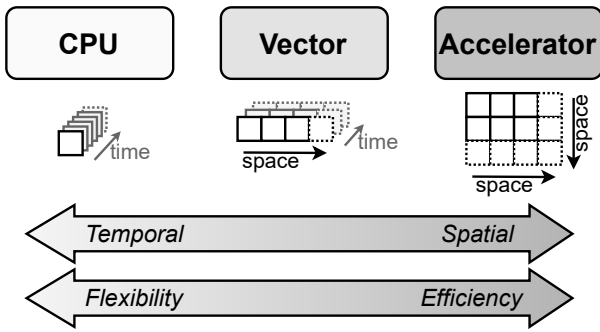 CPU
Vector
Accelerator
time
space
time
space
space
Temporal
Spatial
Flexibility
Efficiency